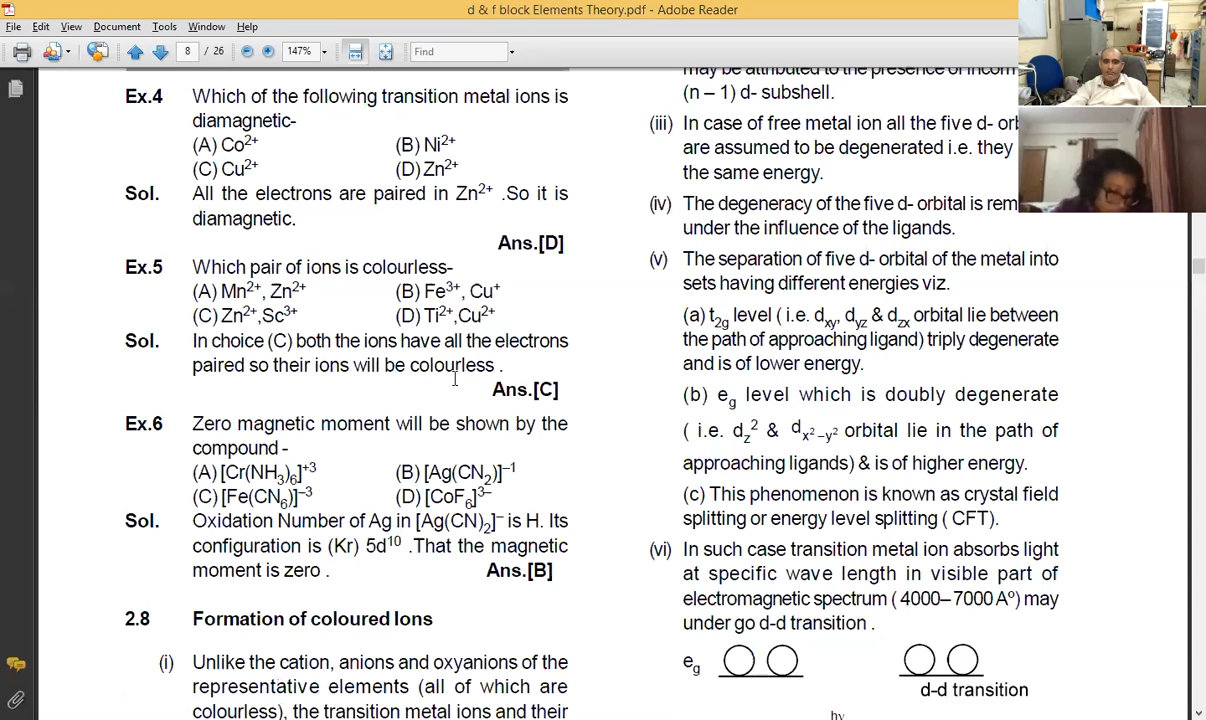 d & f block Elements Theory.pdf - Adobe Reader
File Edit View Document Tools Window Help
8 / 26 147% Find
Ex.4 Which of the following transition metal ions is
diamagnetic-
(A) Co2+ (B) Ni2+
(C) Cu2+ (D) Zn2+
Sol. All the electrons are paired in Zn2+ .So it is
diamagnetic.
Ans.[D]
Ex.5 Which pair of ions is colourless-
(A) Mn2+, Zn2+ (B) Fe3+, Cu+
(C) Zn2+,Sc3+ (D) Ti2+,Cu2+
Sol. In choice (C) both the ions have all the electrons
paired so their ions will be colourless .
Ans.[C]
Ex.6 Zero magnetic moment will be shown by the
compound -
(A) [Cr(NH3)6]+3 (B) [Ag(CN2)]–1
(C) [Fe(CN6)]–3 (D) [CoF6]3–
Sol. Oxidation Number of Ag in [Ag(CN)2]– is H. Its
configuration is (Kr) 5d10 .That the magnetic
moment is zero . Ans.[B]
2.8 Formation of coloured Ions
(i) Unlike the cation, anions and oxyanions of the
representative elements (all of which are
colourless), the transition metal ions and their
may be attributed to the presence of
(n – 1) d- subshell.
(iii) In case of free metal ion all the five d-
are assumed to be degenerated i.e. they
the same energy.
(iv) The degeneracy of the five d- orbital is
under the influence of the ligands.
(v) The separation of five d- orbital of the metal into
sets having different energies viz.
(a) t2g level ( i.e. dxy, dyz & dzx orbital lie between
the path of approaching ligand) triply degenerate
and is of lower energy.
(b) eg level which is doubly degenerate
( i.e. dz2 & dx2–y2 orbital lie in the path of
approaching ligands) & is of higher energy.
(c) This phenomenon is known as crystal field
splitting or energy level splitting ( CFT).
(vi) In such case transition metal ion absorbs light
at specific wave length in visible part of
electromagnetic spectrum ( 4000–7000 Aº) may
under go d-d transition .
eg
d-d transition
hν